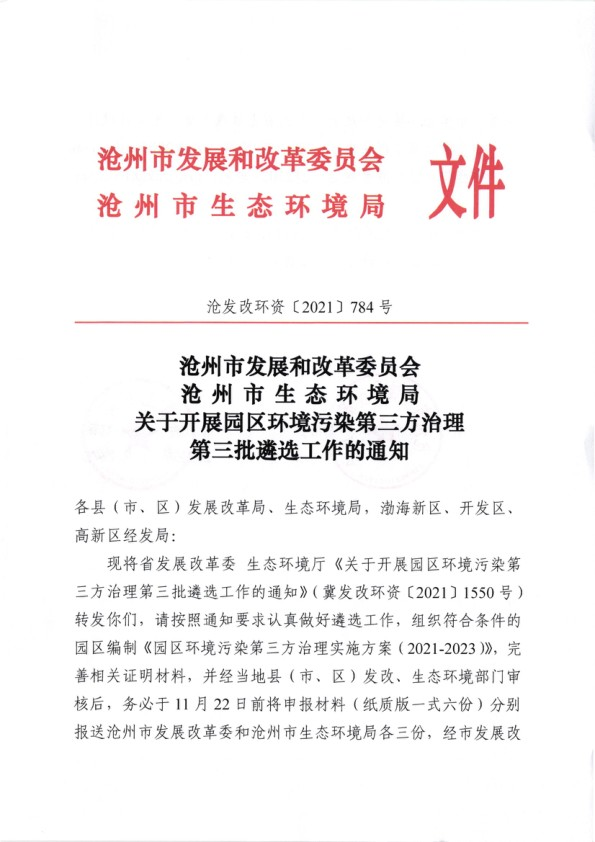 沧州市发展和改革委员会
沧州市生态环境局
文件
沧发改环资〔2021〕784号
沧州市发展和改革委员会
沧州市生态环境局
关于开展园区环境污染第三方治理
第三批遴选工作的通知
各县（市、区）发展改革局、生态环境局，渤海新区、开发区、
高新区经发局：
现将省发展改革委 生态环境厅《关于开展园区环境污染第
三方治理第三批遴选工作的通知》（冀发改环资〔2021〕1550号）
转发你们，请按照通知要求认真做好遴选工作，组织符合条件的
园区编制《园区环境污染第三方治理实施方案（2021-2023）》，完
善相关证明材料，并经当地县（市、区）发改、生态环境部门审
核后，务必于11月22日前将申报材料（纸质版一式六份）分别
报送沧州市发展改革委和沧州市生态环境局各三份，经市发展改